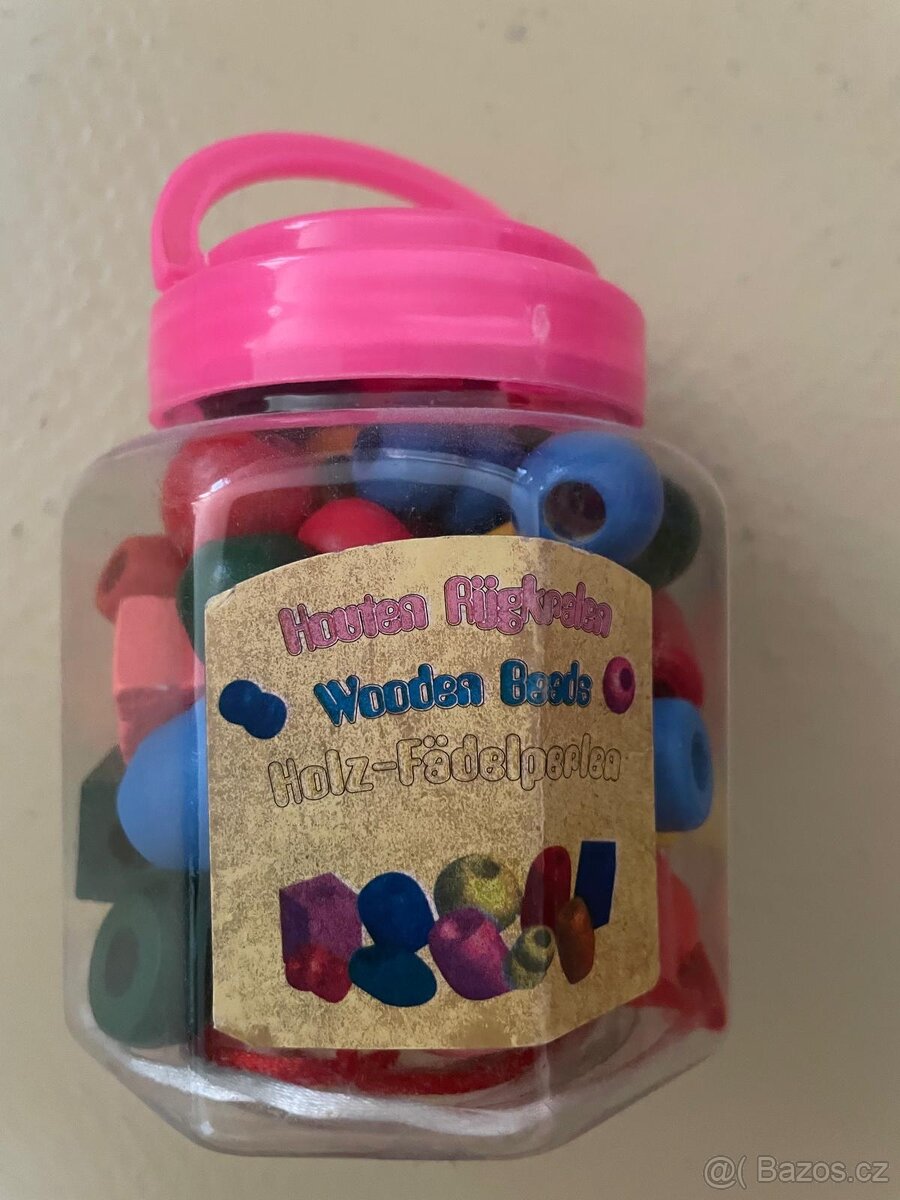 Houten Rijgkralen
Wooden Beads
Holz-Fädelperlen
@( Bazos.cz